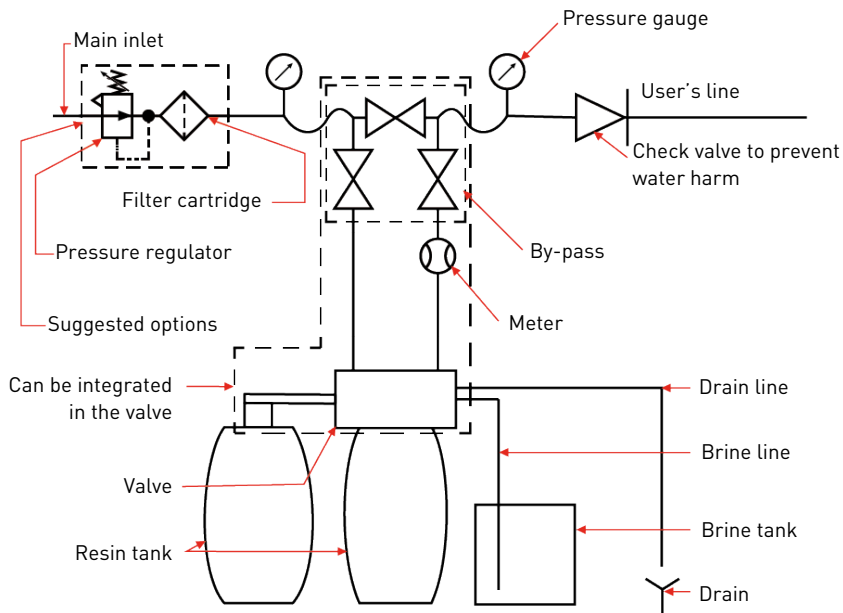 Pressure gauge
Main inlet
User's line
Check valve to prevent
water harm
Filter cartridge
Pressure regulator
By-pass
Suggested options
Meter
Can be integrated
in the valve
Drain line
Brine line
Valve
Brine tank
Resin tank
Drain